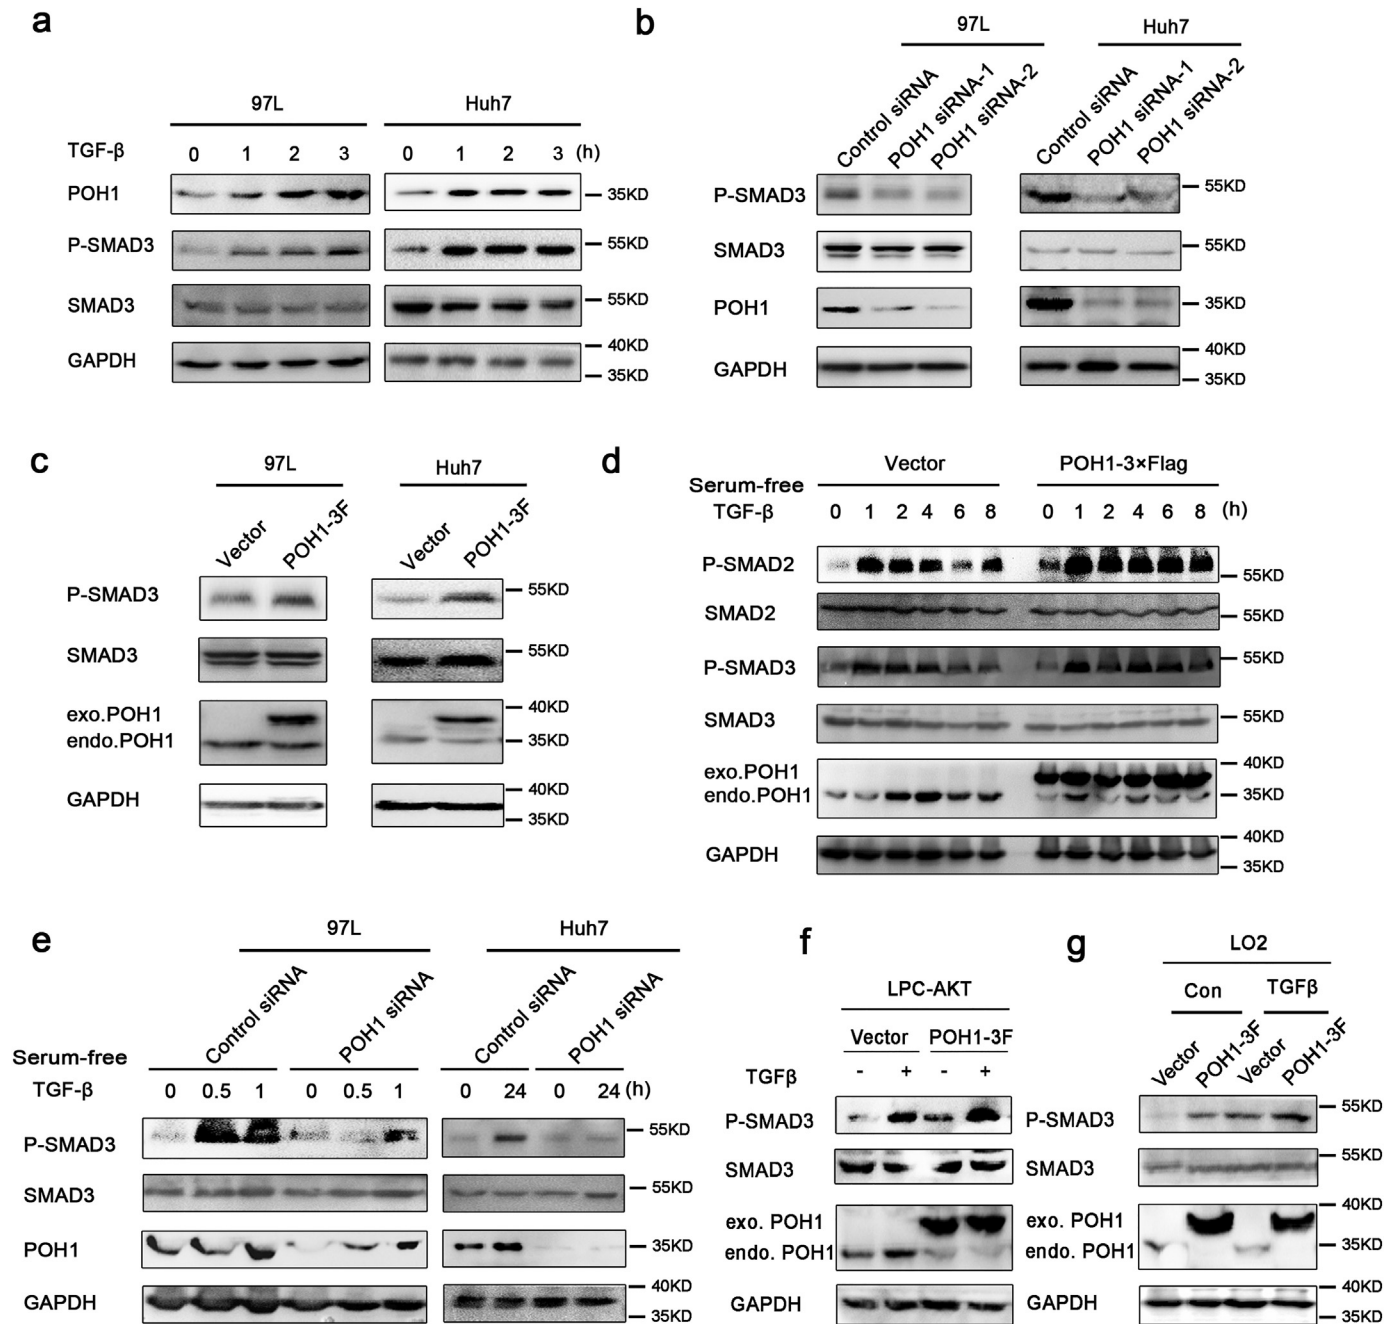 a
97L Huh7
TGF-β 0 1 2 3 0 1 2 3 (h)
POH1 35KD
P-SMAD3 55KD
SMAD3 55KD
GAPDH 40KD
35KD
b
97L Huh7
Control siRNA POH1 siRNA-1 POH1 siRNA-2 Control siRNA POH1 siRNA-1 POH1 siRNA-2
P-SMAD3 55KD
SMAD3 55KD
POH1 35KD
GAPDH 40KD
35KD
c
97L Huh7
Vector POH1-3F Vector POH1-3F
P-SMAD3 55KD
SMAD3 55KD
exo.POH1 40KD
endo.POH1 35KD
GAPDH 40KD
35KD
d
Vector POH1-3×Flag
Serum-free
TGF-β 0 1 2 4 6 8 0 1 2 4 6 8 (h)
P-SMAD2 55KD
SMAD2 55KD
P-SMAD3 55KD
SMAD3 55KD
exo.POH1 40KD
endo.POH1 35KD
GAPDH 40KD
35KD
e
97L Huh7
Control siRNA POH1 siRNA Control siRNA POH1 siRNA
Serum-free
TGF-β 0 0.5 1 0 0.5 1 0 24 0 24 (h)
P-SMAD3 55KD
SMAD3 55KD
POH1 35KD
GAPDH 40KD
35KD
f
LPC-AKT
Vector POH1-3F
TGFβ - + - +
P-SMAD3
SMAD3
exo. POH1
endo. POH1
GAPDH
g
LO2
Con TGFβ
Vector POH1-3F Vector POH1-3F
P-SMAD3 55KD
SMAD3 55KD
exo. POH1 40KD
endo. POH1 35KD
GAPDH 40KD
35KD